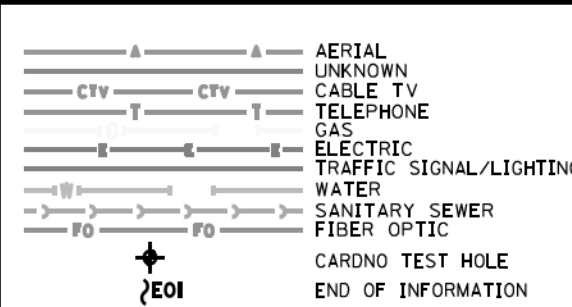 A A AERIAL
UNKNOWN
CTV CTV CABLE TV
T T TELEPHONE
G GAS
E E E ELECTRIC
TRAFFIC SIGNAL/LIGHTING
W WATER
SANITARY SEWER
FO FO FIBER OPTIC
CARDNO TEST HOLE
EOI END OF INFORMATION